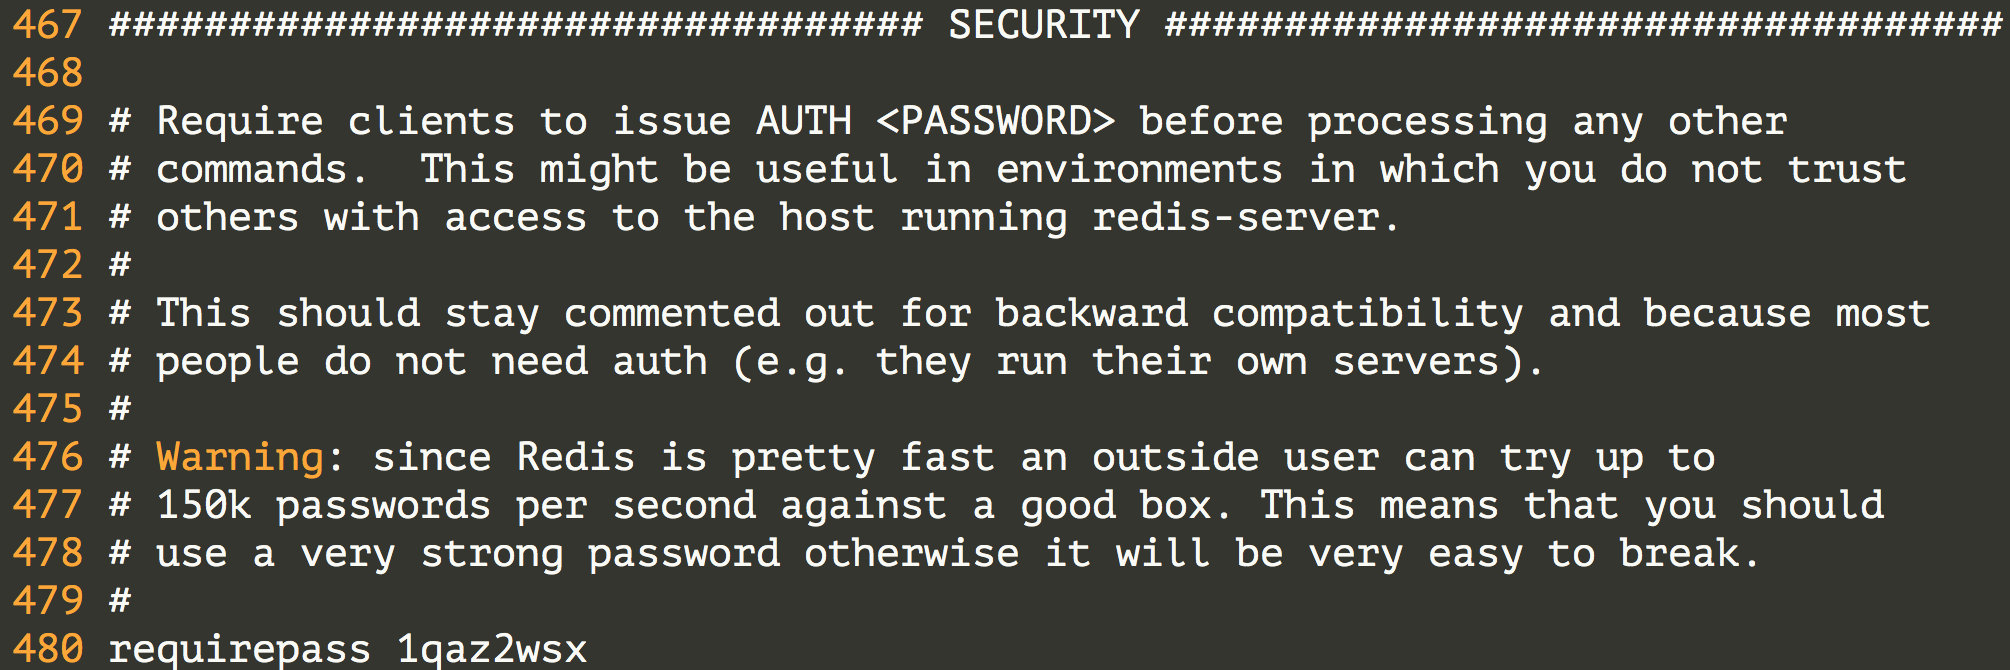 467 ################################## SECURITY ###################################
468
469 # Require clients to issue AUTH <PASSWORD> before processing any other
470 # commands.  This might be useful in environments in which you do not trust
471 # others with access to the host running redis-server.
472 #
473 # This should stay commented out for backward compatibility and because most
474 # people do not need auth (e.g. they run their own servers).
475 #
476 # Warning: since Redis is pretty fast an outside user can try up to
477 # 150k passwords per second against a good box. This means that you should
478 # use a very strong password otherwise it will be very easy to break.
479 #
480 requirepass 1qaz2wsx